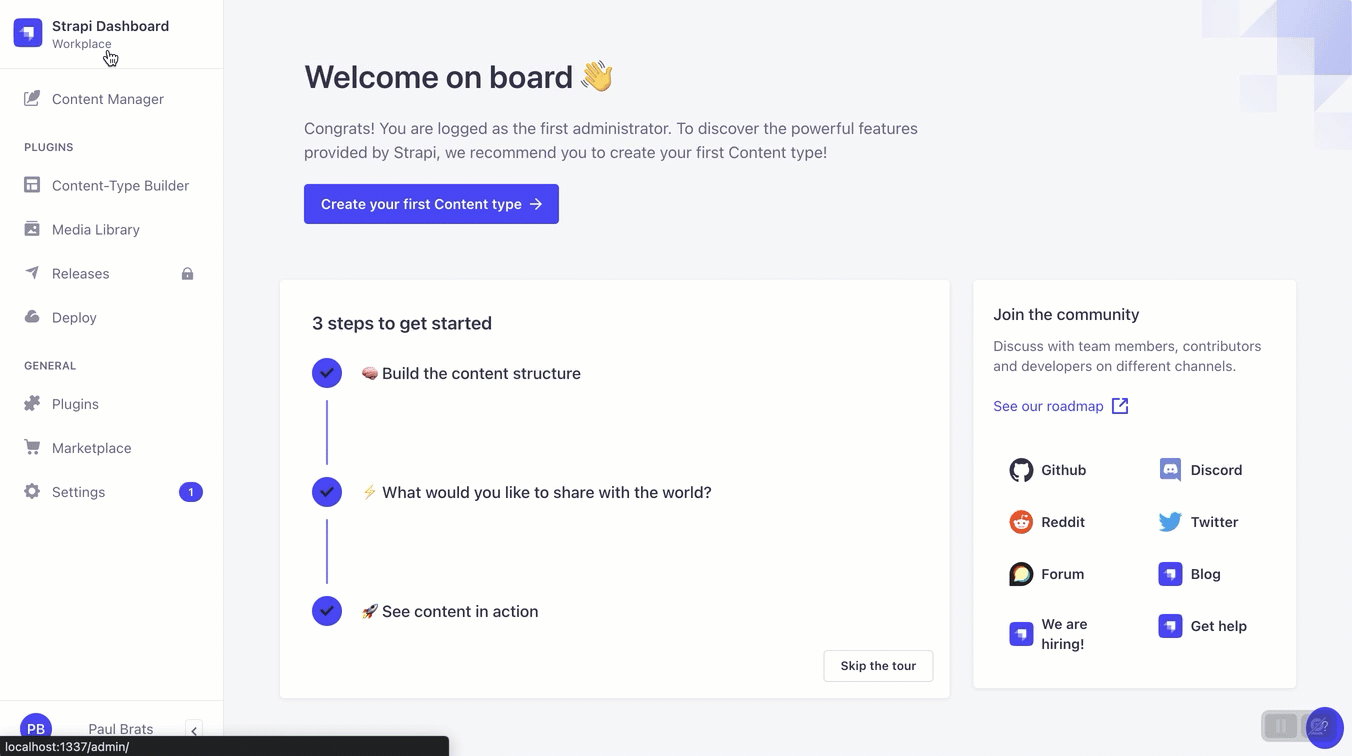 Strapi Dashboard
Workplace
Content Manager
PLUGINS
Content-Type Builder
Media Library
Releases
Deploy
GENERAL
Plugins
Marketplace
Settings
1
PB
Paul Brats
localhost:1337/admin/
Welcome on board 👋
Congrats! You are logged as the first administrator. To discover the powerful features
provided by Strapi, we recommend you to create your first Content type!
Create your first Content type →
3 steps to get started
🧠 Build the content structure
⚡ What would you like to share with the world?
🚀 See content in action
Skip the tour
Join the community
Discuss with team members, contributors
and developers on different channels.
See our roadmap
Github
Discord
Reddit
Twitter
Forum
Blog
We are
hiring!
Get help
?